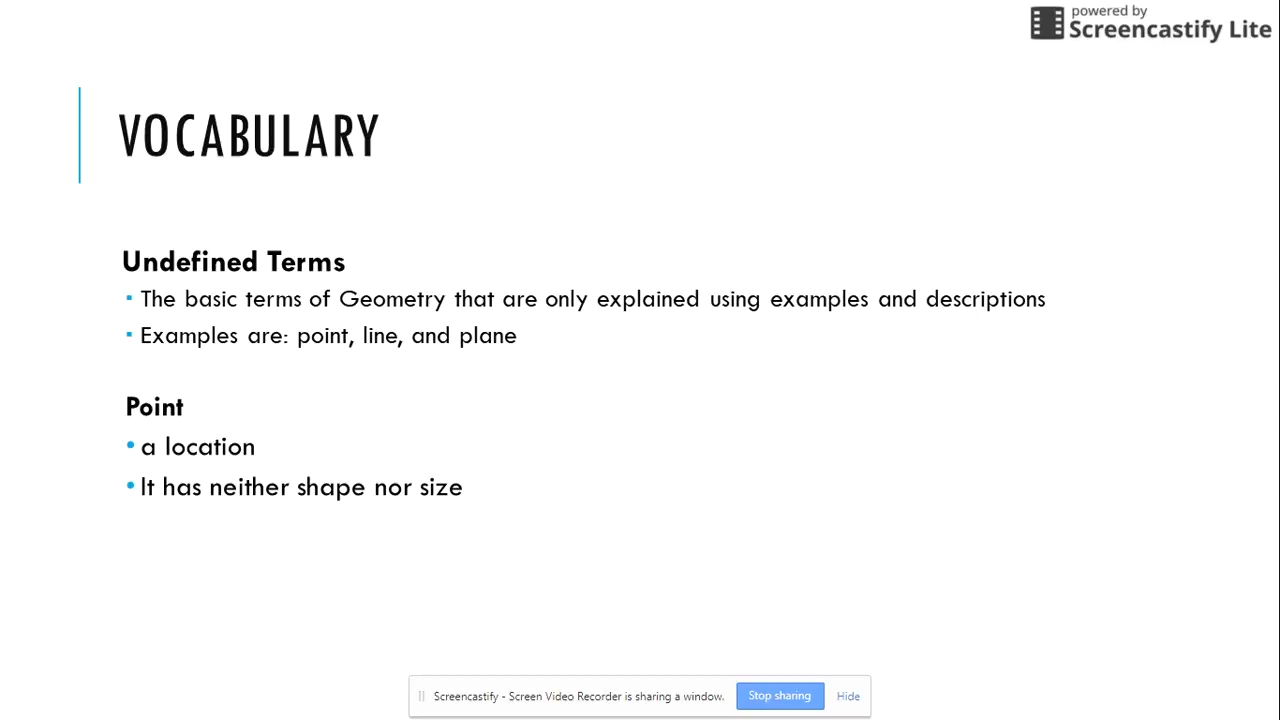 powered by
Screencastify Lite
VOCABULARY
Undefined Terms
▪ The basic terms of Geometry that are only explained using examples and descriptions
▪ Examples are: point, line, and plane
Point
• a location
• It has neither shape nor size
Screencastify - Screen Video Recorder is sharing a window. Stop sharing Hide